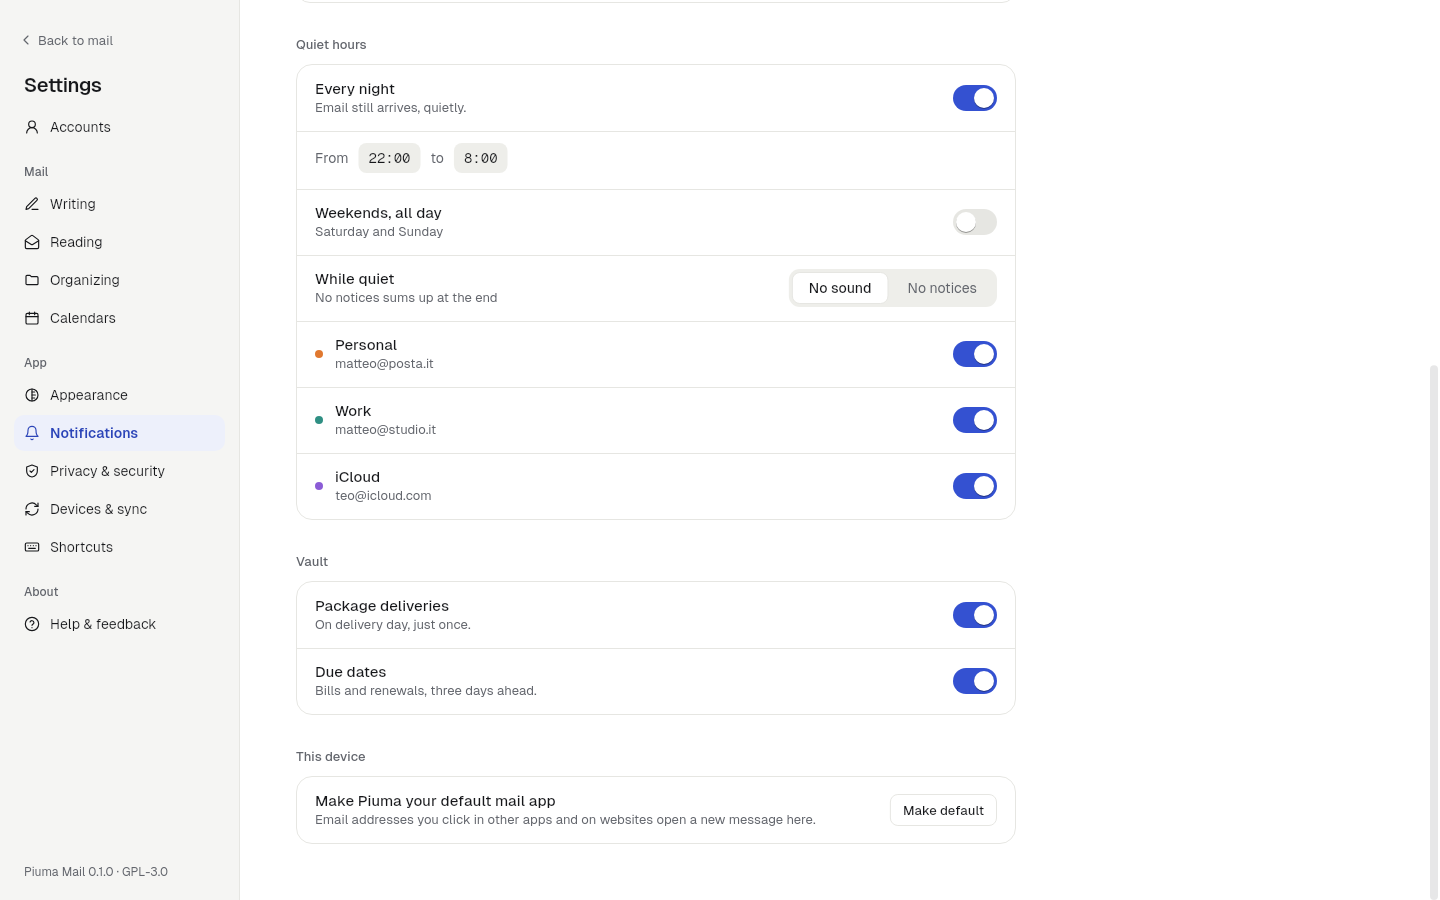 Back to mail
Settings
Accounts
Mail
Writing
Reading
Organizing
Calendars
App
Appearance
Notifications
Privacy & security
Devices & sync
Shortcuts
About
Help & feedback
Piuma Mail 0.1.0 · GPL-3.0
Quiet hours
Every night
Email still arrives, quietly.
From 22:00 to 8:00
Weekends, all day
Saturday and Sunday
While quiet
No notices sums up at the end
No sound No notices
Personal
matteo@posta.it
Work
matteo@studio.it
iCloud
teo@icloud.com
Vault
Package deliveries
On delivery day, just once.
Due dates
Bills and renewals, three days ahead.
This device
Make Piuma your default mail app
Email addresses you click in other apps and on websites open a new message here.
Make default